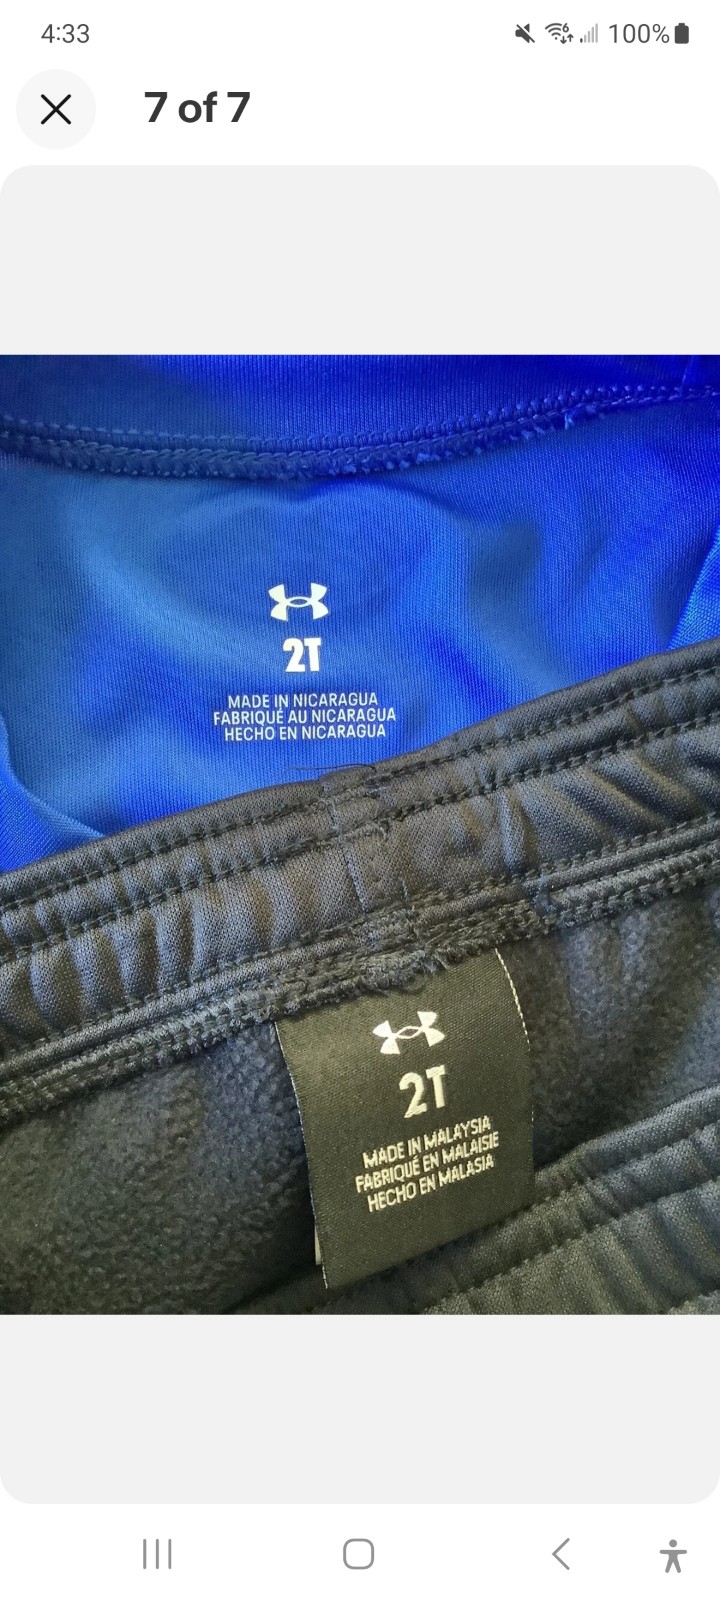 4:33
100%
7 of 7
2T
MADE IN NICARAGUA
FABRIQUÉ AU NICARAGUA
HECHO EN NICARAGUA
2T
MADE IN MALAYSIA
FABRIQUÉ EN MALAISIE
HECHO EN MALASIA